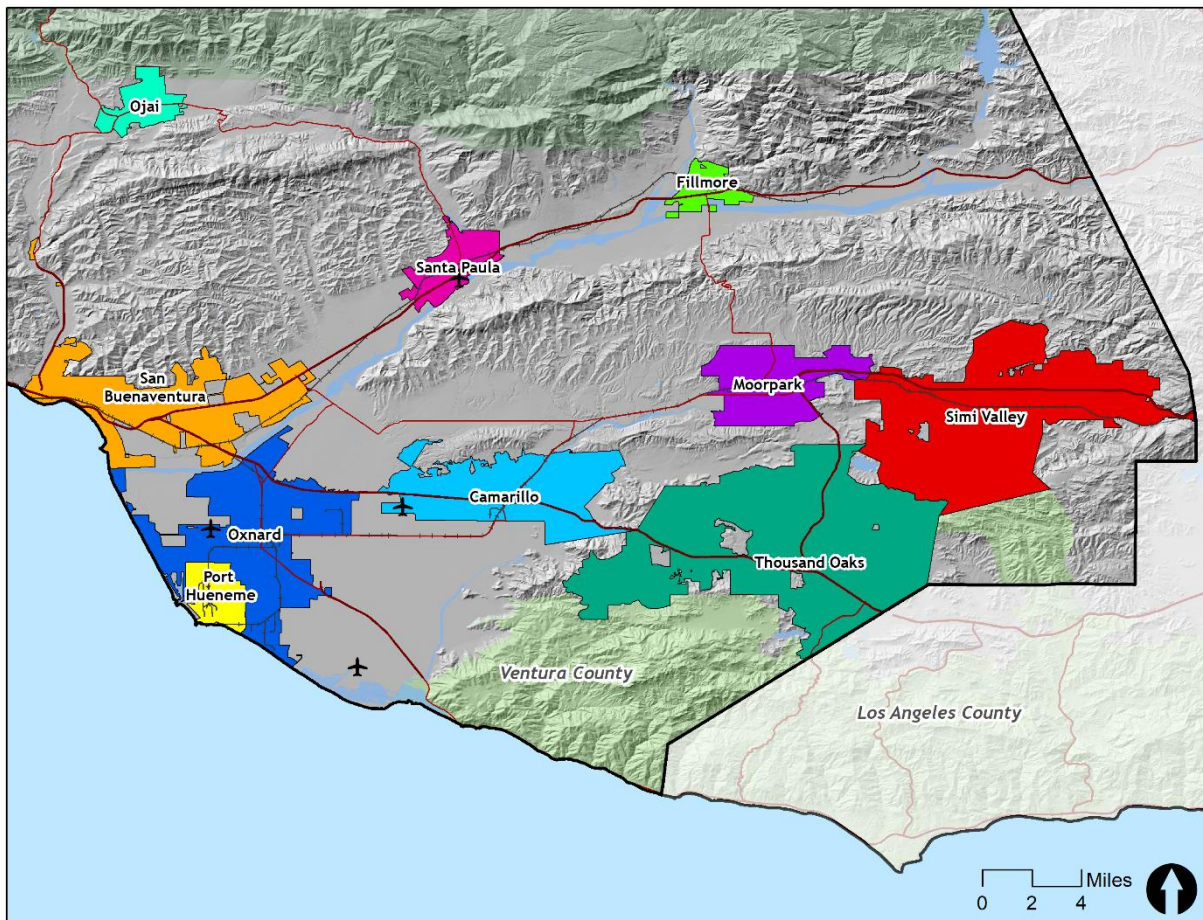 Ojai
Fillmore
Santa Paula
San
Buenaventura
Moorpark
Simi Valley
Camarillo
Oxnard
Thousand Oaks
Port
Hueneme
Ventura County
Los Angeles County
Miles
0 2 4